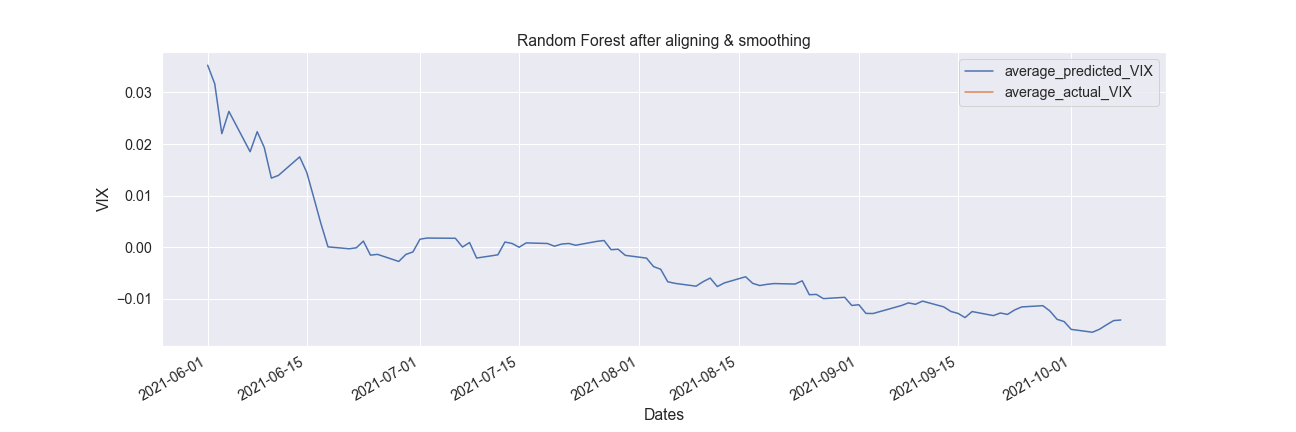 Random Forest after aligning & smoothing
average_predicted_VIX
average_actual_VIX
0.03
0.02
0.01
0.00
−0.01
VIX
2021-06-01
2021-06-15
2021-07-01
2021-07-15
2021-08-01
2021-08-15
2021-09-01
2021-09-15
2021-10-01
Dates